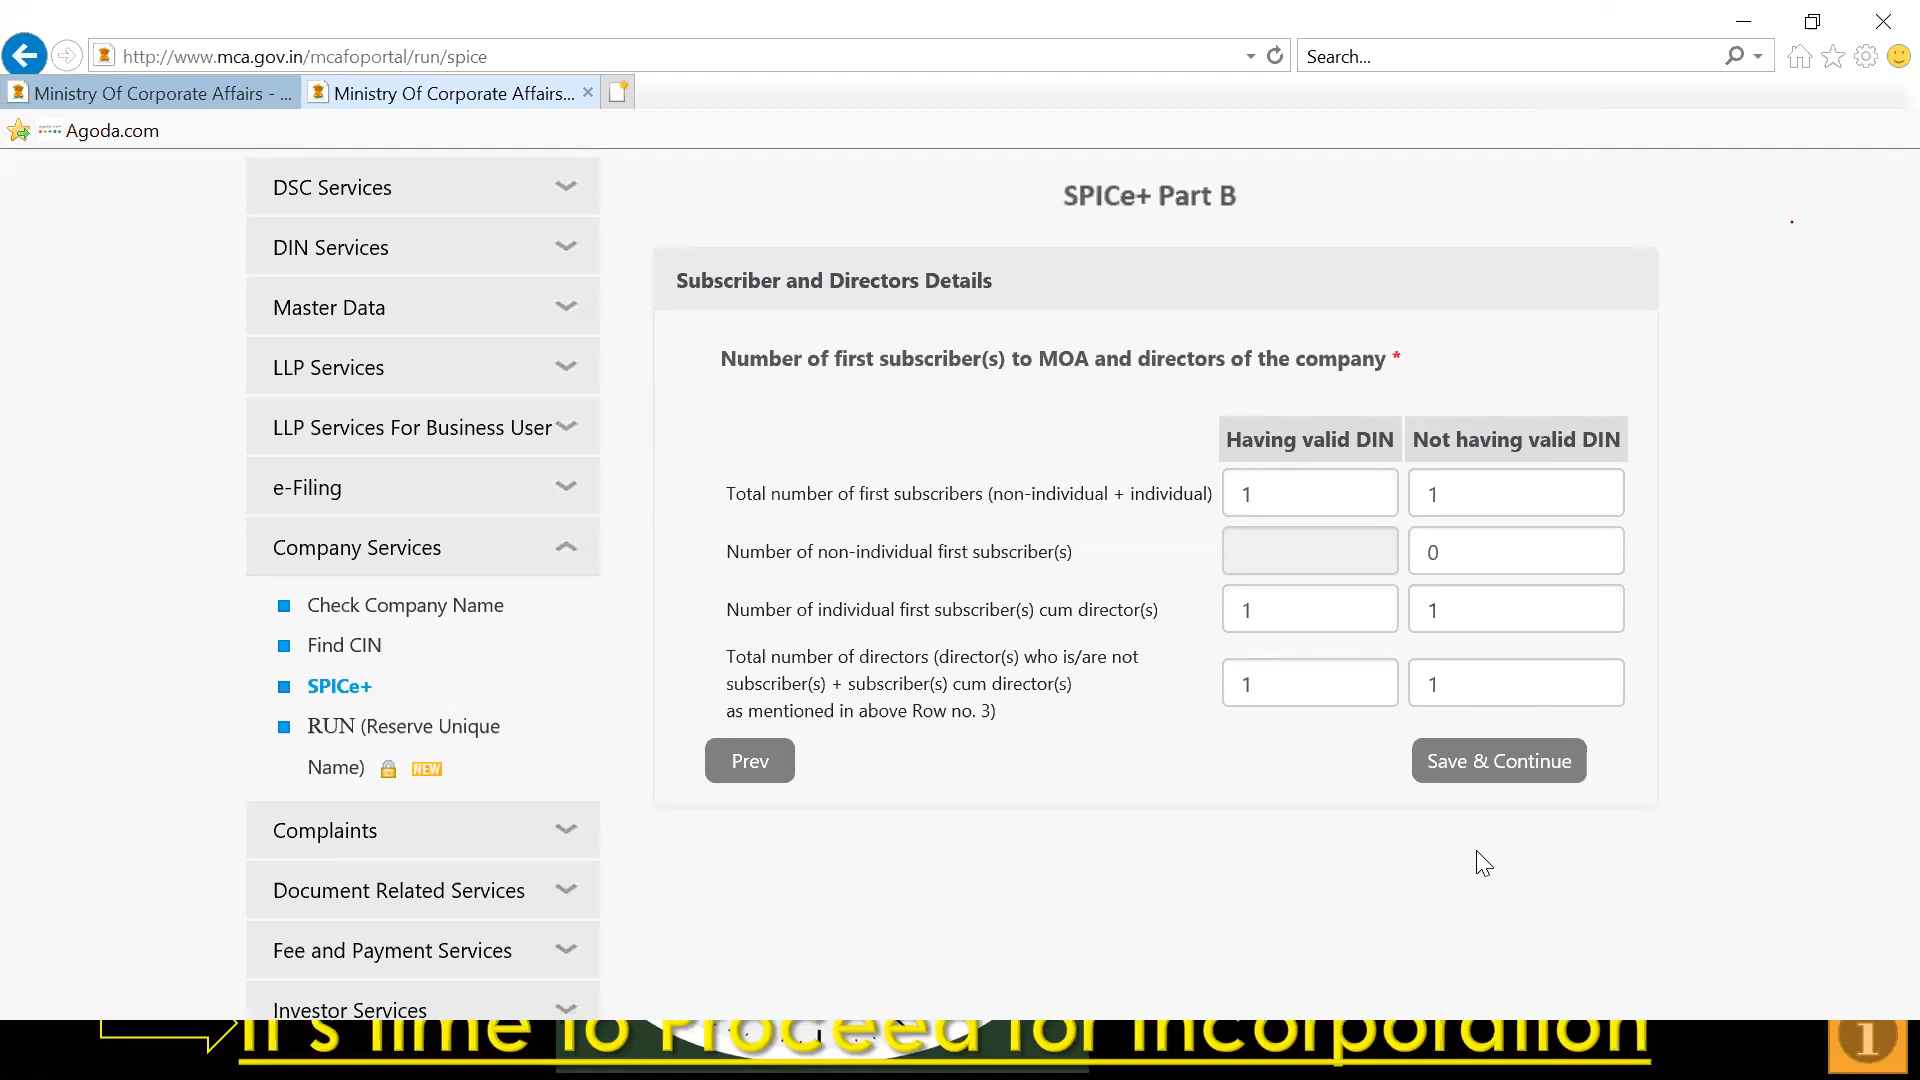 http://www.mca.gov.in/mcafoportal/run/spice
Search...
Ministry Of Corporate Affairs - ...
Ministry Of Corporate Affairs...
Agoda.com
DSC Services
DIN Services
Master Data
LLP Services
LLP Services For Business User
e-Filing
Company Services
Check Company Name
Find CIN
SPICe+
RUN (Reserve Unique
Name) NEW
Complaints
Document Related Services
Fee and Payment Services
Investor Services
SPICe+ Part B
Subscriber and Directors Details
Number of first subscriber(s) to MOA and directors of the company *
Having valid DIN Not having valid DIN
Total number of first subscribers (non-individual + individual) 1 1
Number of non-individual first subscriber(s) 0
Number of individual first subscriber(s) cum director(s) 1 1
Total number of directors (director(s) who is/are not
subscriber(s) + subscriber(s) cum director(s) 1 1
as mentioned in above Row no. 3)
Prev Save & Continue
It's Time To Proceed for Incorporation
i